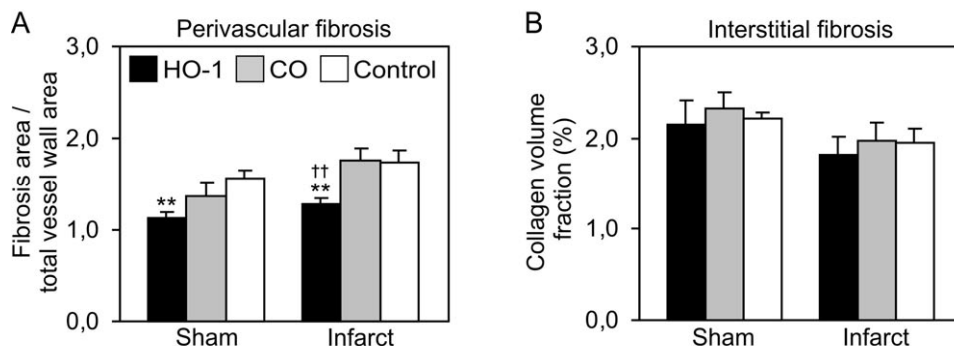 A
Perivascular fibrosis
Fibrosis area /
total vessel wall area
3,0
2,0
1,0
0,0
HO-1 CO Control
**
††
**
Sham Infarct
B
Interstitial fibrosis
Collagen volume
fraction (%)
3,0
2,0
1,0
0,0
Sham Infarct